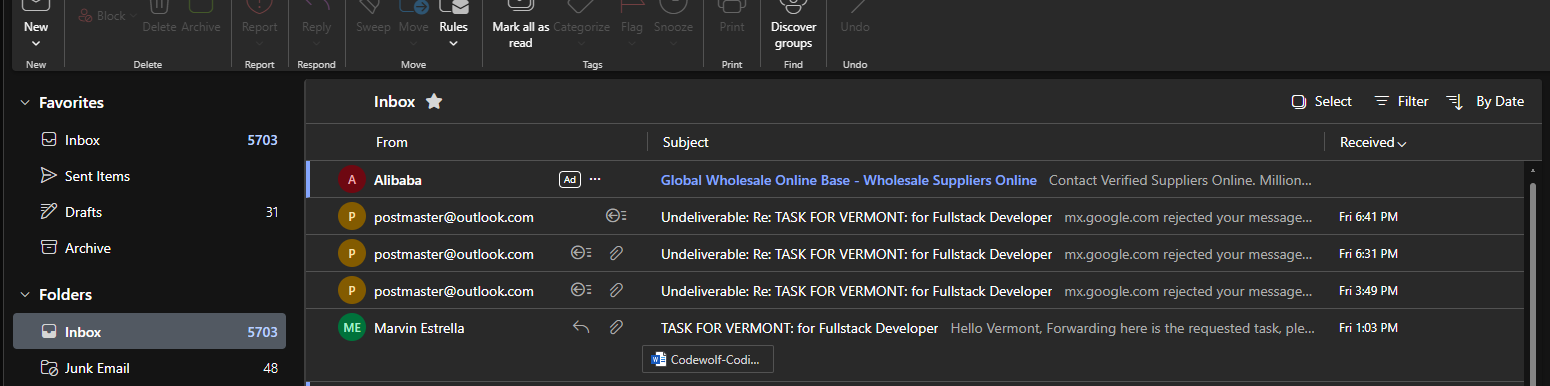 New Block Delete Archive Report Reply Sweep Move Rules Mark all as read Categorize Flag Snooze Print Discover groups Undo
New Delete Report Respond Move Tags Print Find Undo
Favorites
Inbox 5703
Sent Items
Drafts 31
Archive
Folders
Inbox 5703
Junk Email 48
Inbox Select Filter By Date
From Subject Received
A Alibaba Ad ... Global Wholesale Online Base - Wholesale Suppliers Online Contact Verified Suppliers Online. Million...
P postmaster@outlook.com Undeliverable: Re: TASK FOR VERMONT: for Fullstack Developer mx.google.com rejected your message... Fri 6:41 PM
P postmaster@outlook.com Undeliverable: Re: TASK FOR VERMONT: for Fullstack Developer mx.google.com rejected your message... Fri 6:31 PM
P postmaster@outlook.com Undeliverable: Re: TASK FOR VERMONT: for Fullstack Developer mx.google.com rejected your message... Fri 3:49 PM
ME Marvin Estrella TASK FOR VERMONT: for Fullstack Developer Hello Vermont, Forwarding here is the requested task, ple... Fri 1:03 PM
Codewolf-Codi...